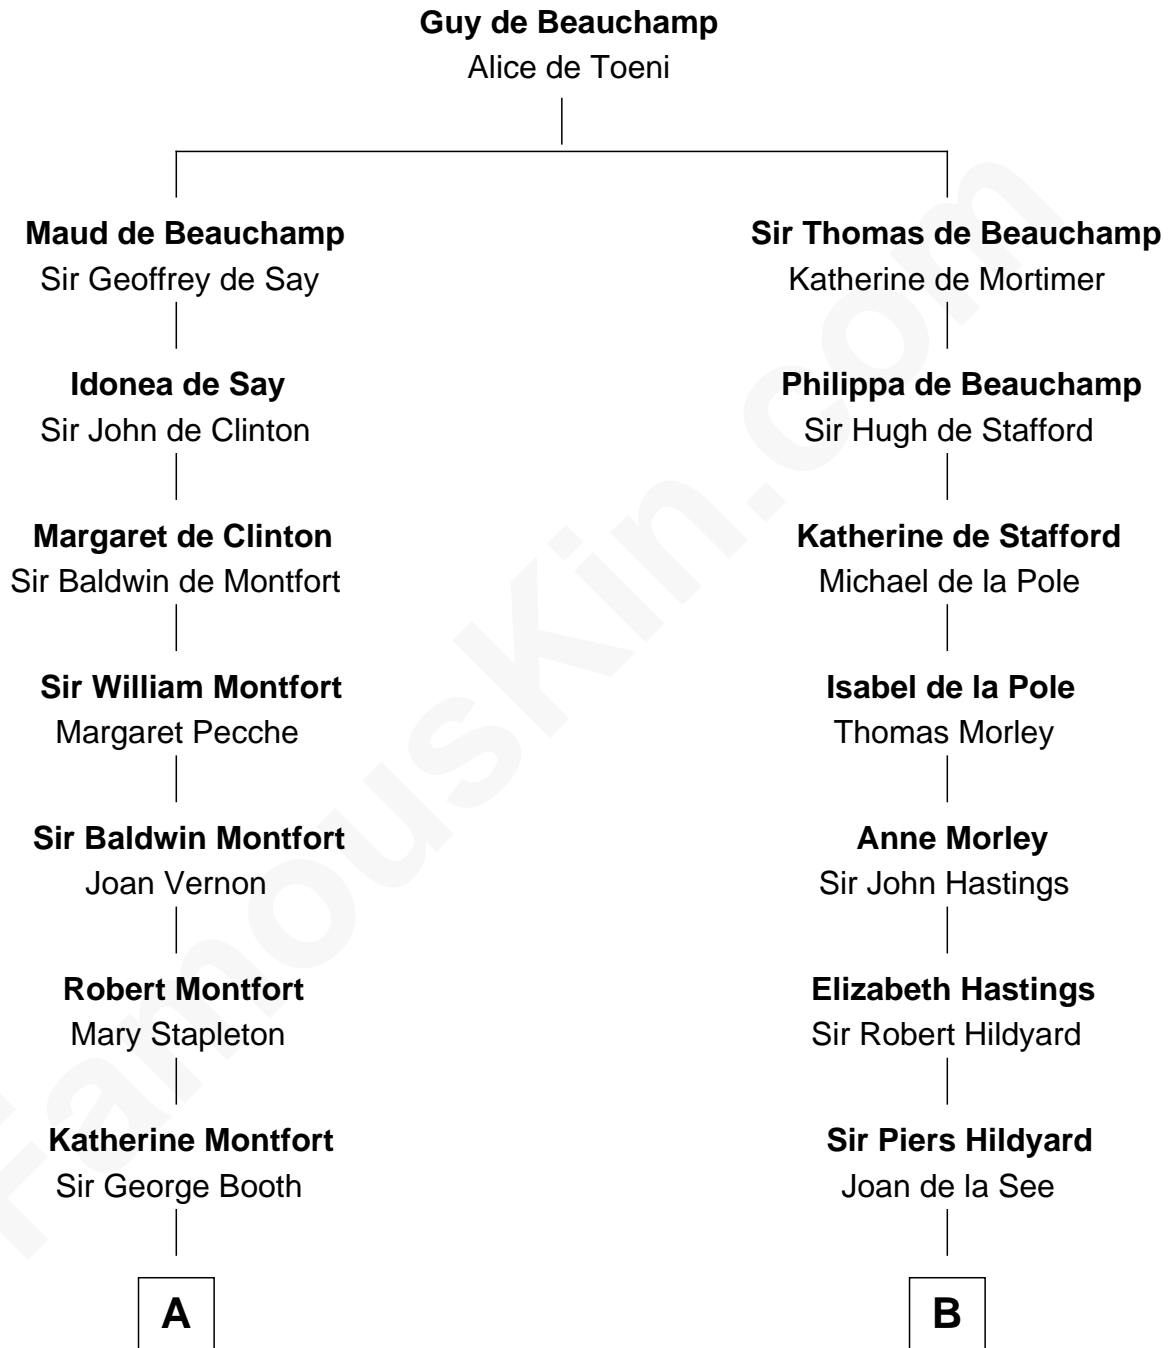 Guy de Beauchamp
Alice de Toeni
Maud de Beauchamp
Sir Geoffrey de Say
Sir Thomas de Beauchamp
Katherine de Mortimer
Idonea de Say
Sir John de Clinton
Philippa de Beauchamp
Sir Hugh de Stafford
Margaret de Clinton
Sir Baldwin de Montfort
Katherine de Stafford
Michael de la Pole
Sir William Montfort
Margaret Pecche
Isabel de la Pole
Thomas Morley
Sir Baldwin Montfort
Joan Vernon
Anne Morley
Sir John Hastings
Robert Montfort
Mary Stapleton
Elizabeth Hastings
Sir Robert Hildyard
Katherine Montfort
Sir George Booth
Sir Piers Hildyard
Joan de la See
A
B
FamousKin.com